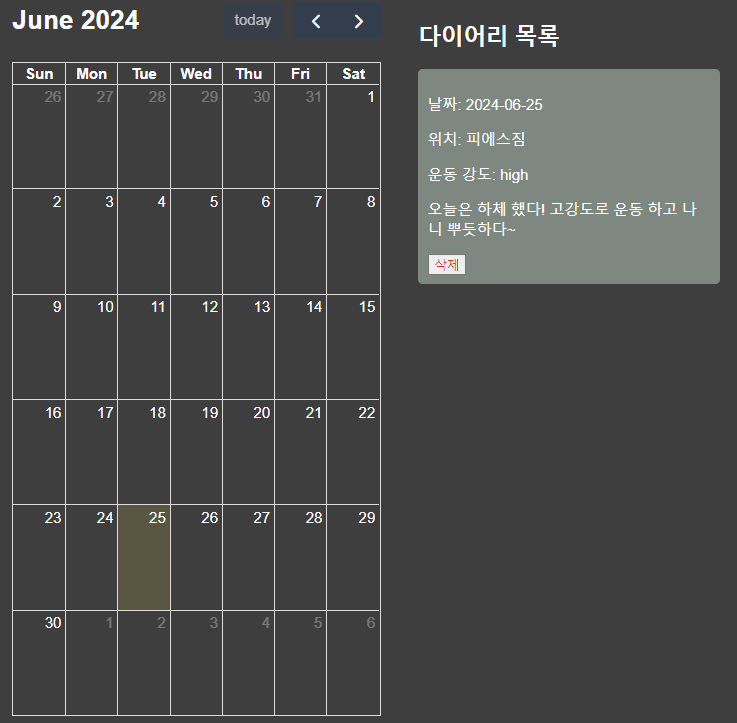 June 2024 today
Sun Mon Tue Wed Thu Fri Sat
26 27 28 29 30 31 1
2 3 4 5 6 7 8
9 10 11 12 13 14 15
16 17 18 19 20 21 22
23 24 25 26 27 28 29
30 1 2 3 4 5 6
다이어리 목록
날짜: 2024-06-25
위치: 피에스짐
운동 강도: high
오늘은 하체 했다! 고강도로 운동 하고 나
니 뿌듯하다~
삭제